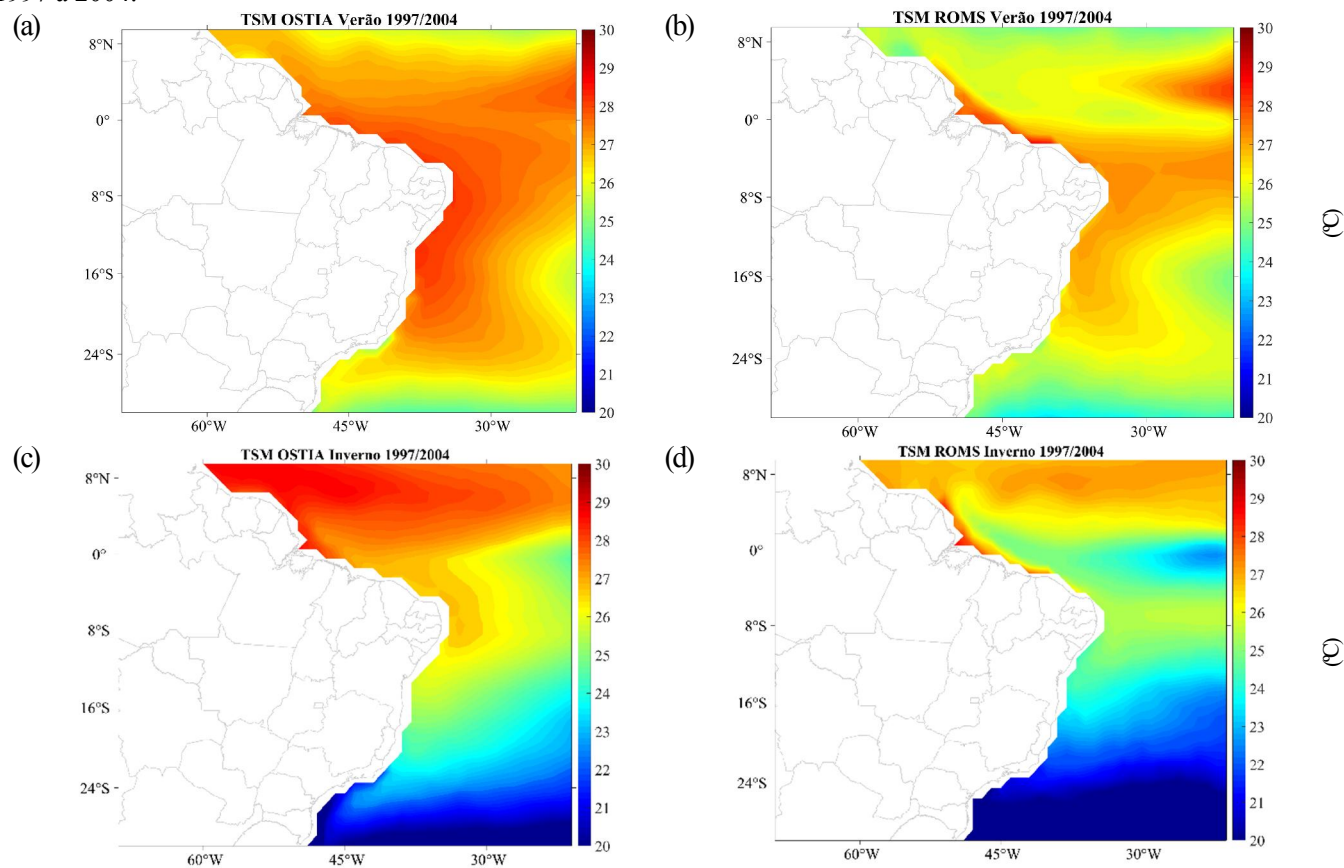 1997 a 2004.
(a)
TSM OSTIA Verão 1997/2004
8°N
0°
8°S
16°S
24°S
60°W 45°W 30°W
30
29
28
27
26
25
24
23
22
21
20
(b)
TSM ROMS Verão 1997/2004
8°N
0°
8°S
16°S
24°S
60°W 45°W 30°W
30
29
28
27
26
25
24
23
22
21
20
(ºC)
(c)
TSM OSTIA Inverno 1997/2004
8°N
0°
8°S
16°S
24°S
60°W 45°W 30°W
30
29
28
27
26
25
24
23
22
21
20
(d)
TSM ROMS Inverno 1997/2004
8°N
0°
8°S
16°S
24°S
60°W 45°W 30°W
30
29
28
27
26
25
24
23
22
21
20
(ºC)